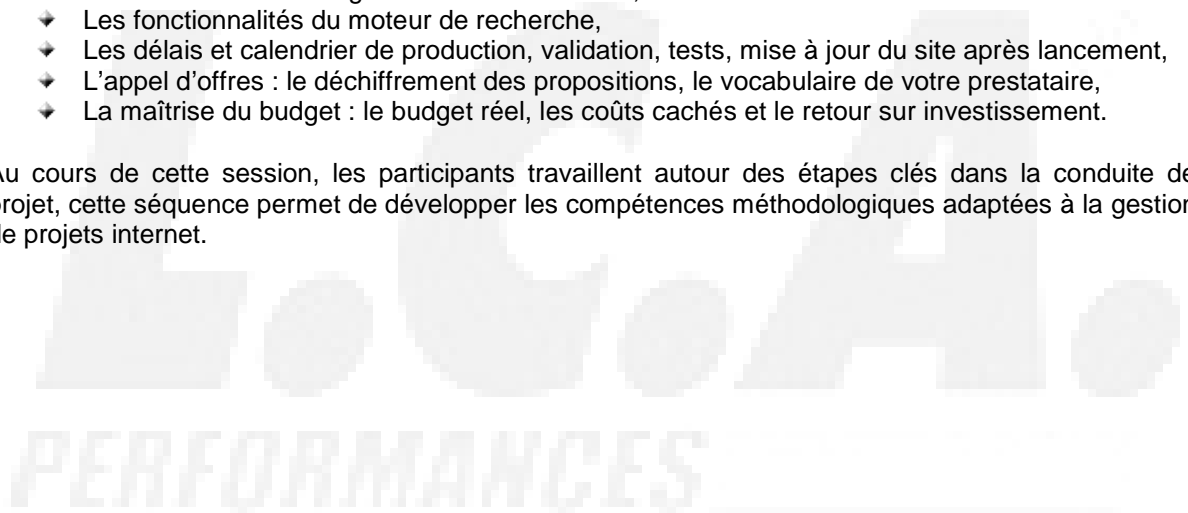 Les fonctionnalités du moteur de recherche,
Les délais et calendrier de production, validation, tests, mise à jour du site après lancement,
L'appel d'offres : le déchiffrement des propositions, le vocabulaire de votre prestataire,
La maîtrise du budget : le budget réel, les coûts cachés et le retour sur investissement.
Au cours de cette session, les participants travaillent autour des étapes clés dans la conduite de
projet, cette séquence permet de développer les compétences méthodologiques adaptées à la gestion
de projets internet.
L.C.A.
PERFORMANCES